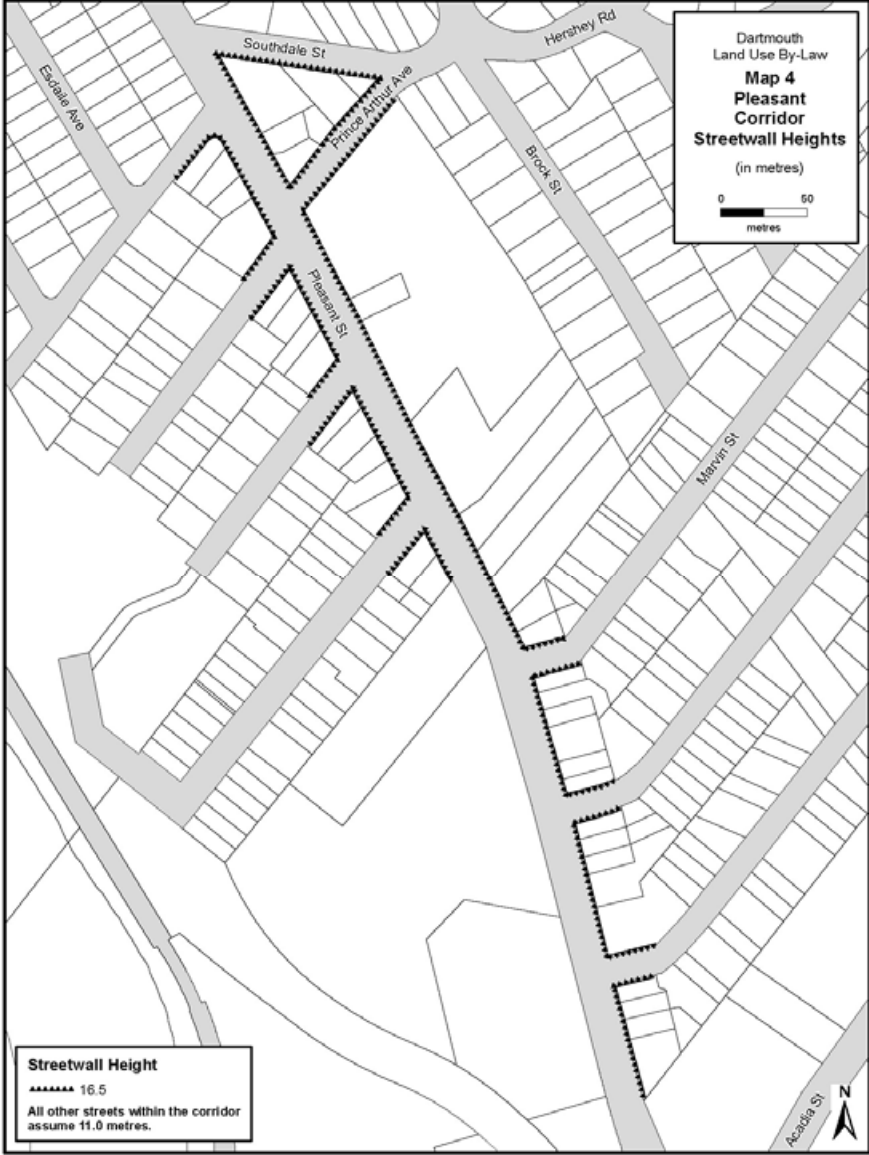 Southdale St
Hershey Rd
Esdaile Ave
Prince Arthur Ave
Brock St
Pleasant St
Marvin St
Acadia St
Dartmouth
Land Use By-Law
Map 4
Pleasant
Corridor
Streetwall Heights
(in metres)
0 50
metres
Streetwall Height
16.5
All other streets within the corridor
assume 11.0 metres.
N